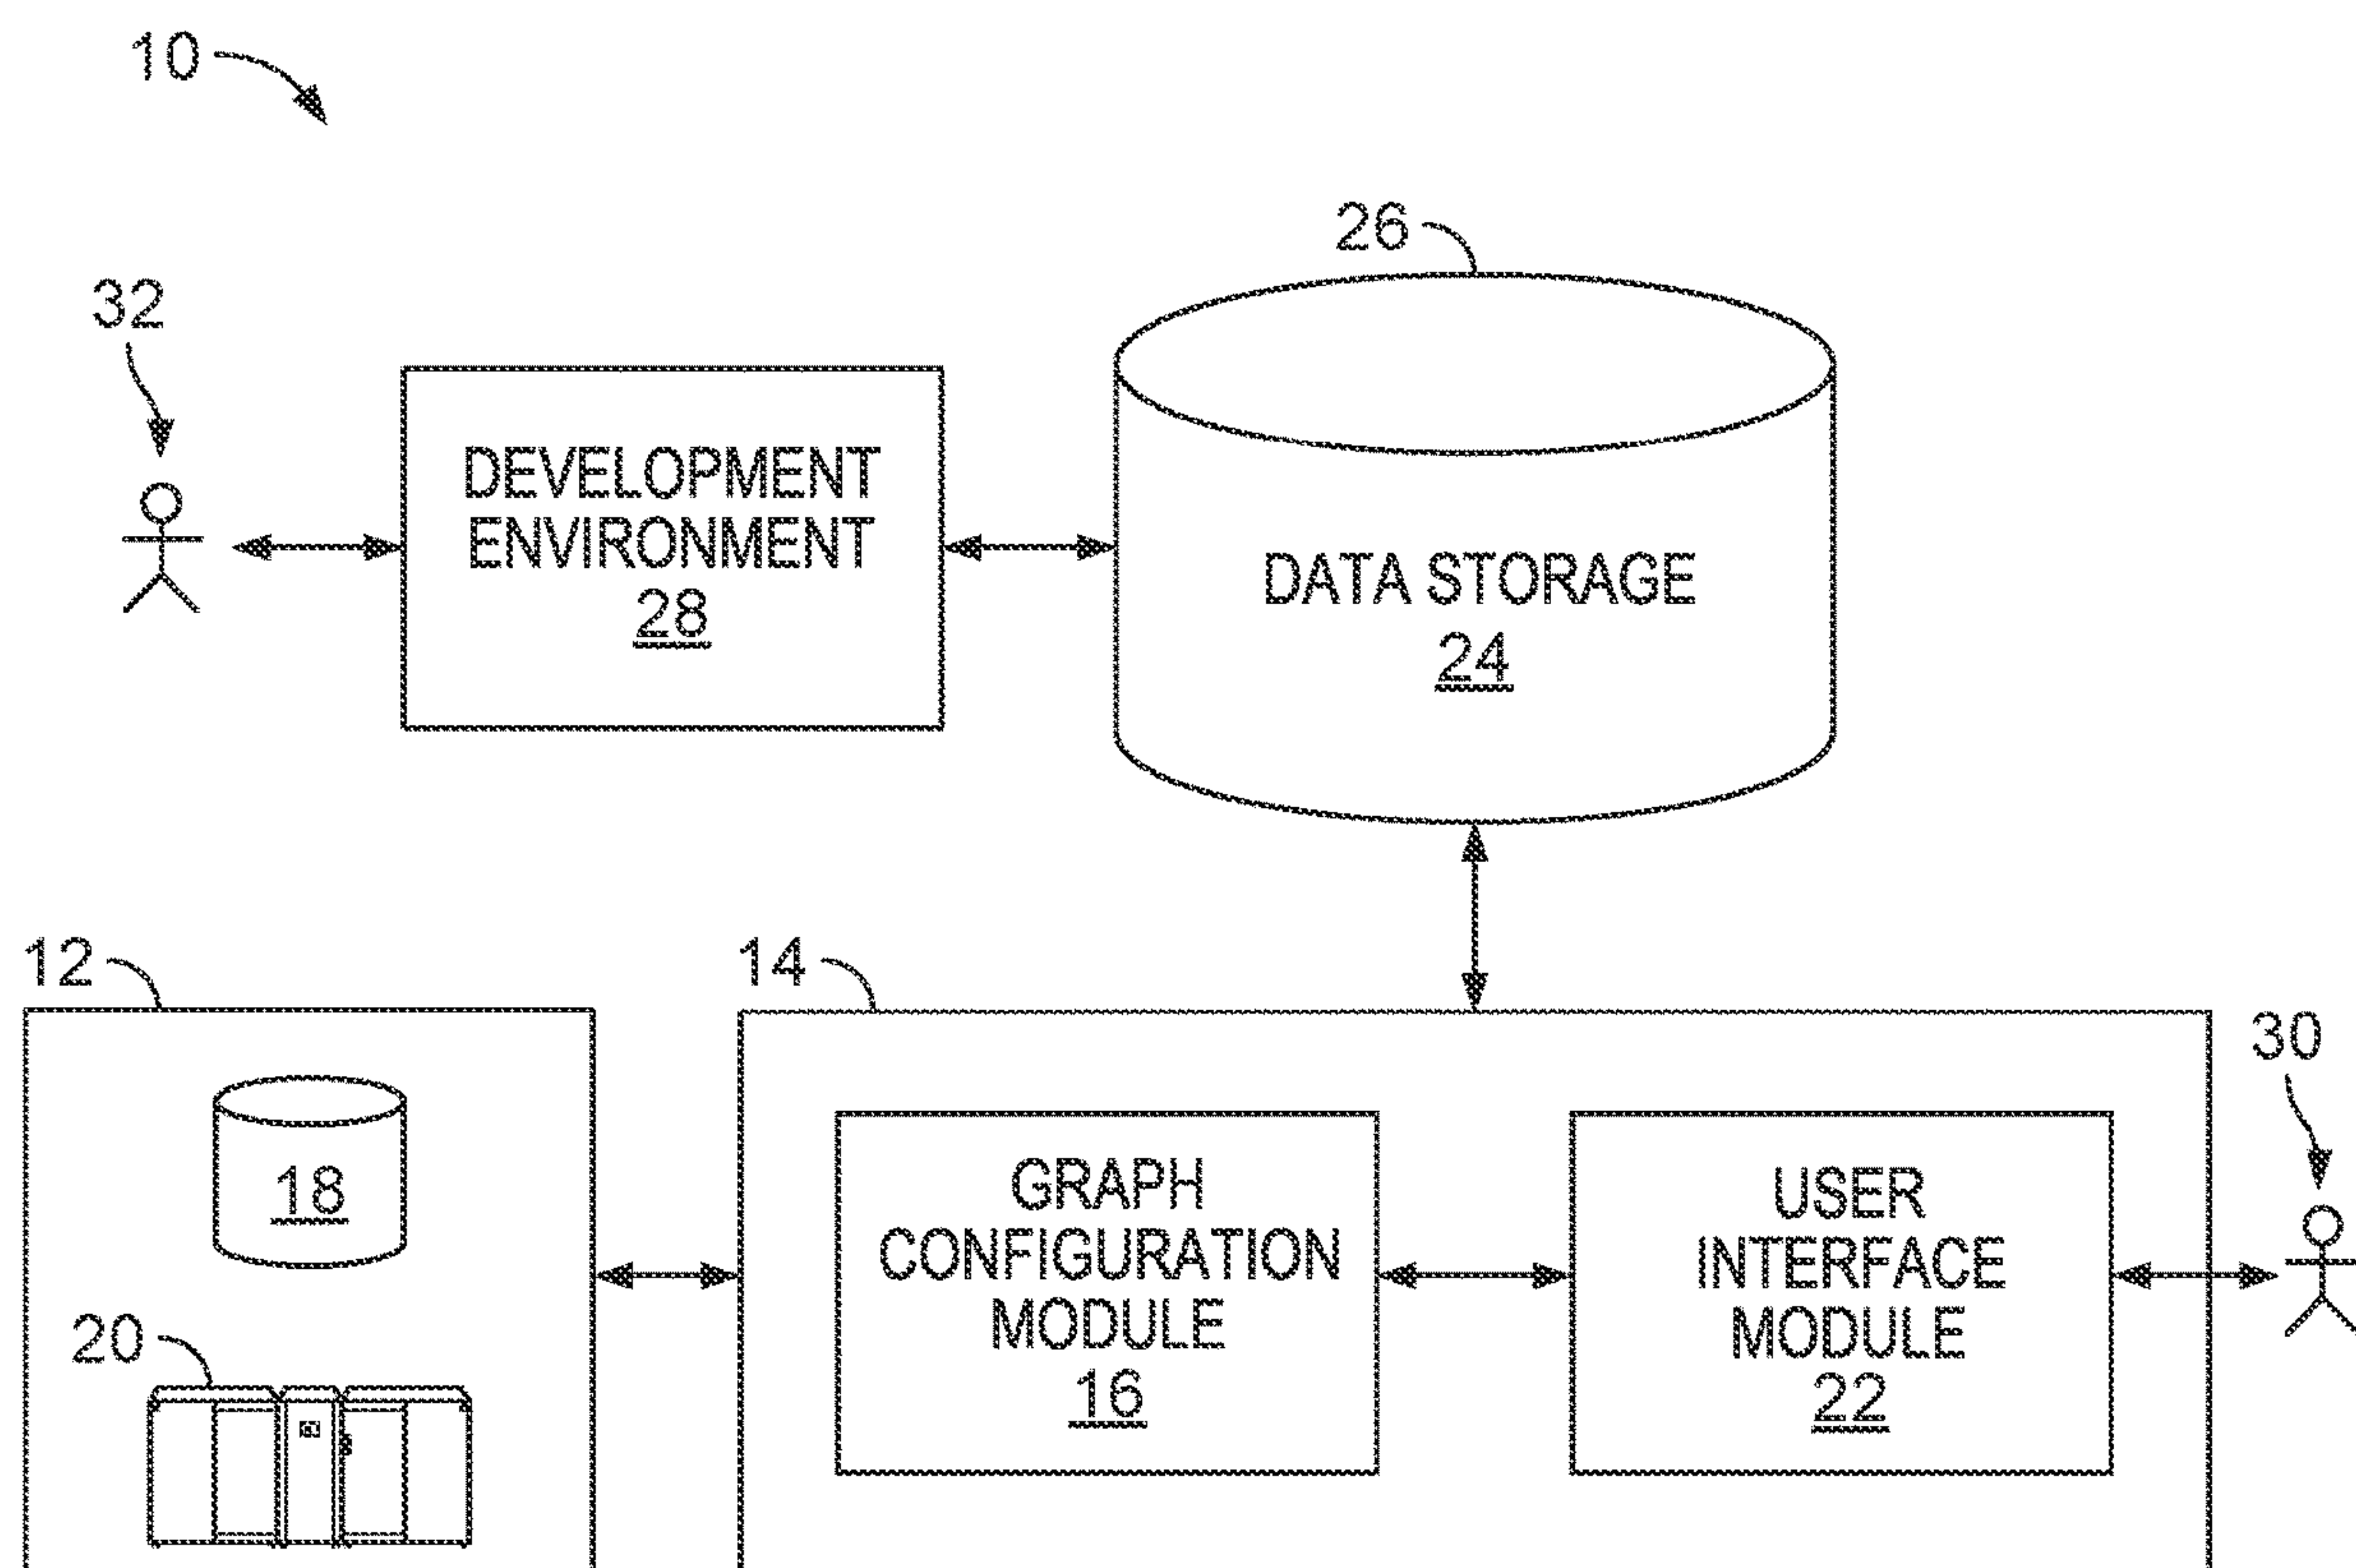 10
26
32
DEVELOPMENT
ENVIRONMENT
28
DATA STORAGE
24
12
14
30
18
GRAPH
CONFIGURATION
MODULE
16
USER
INTERFACE
MODULE
22
20